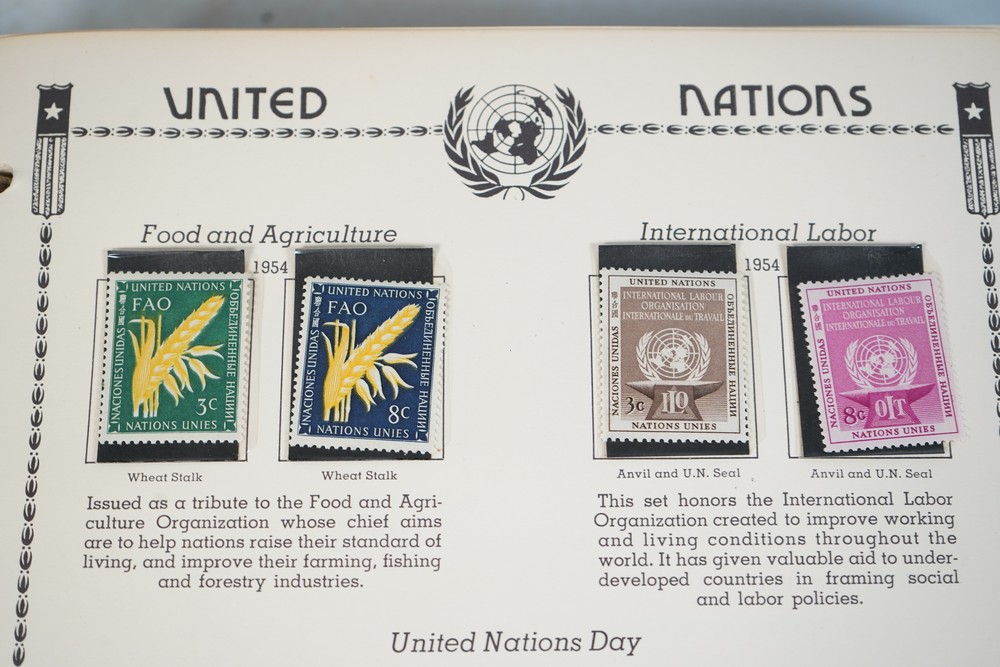 UNITED NATIONS
Food and Agriculture
1954
UNITED NATIONS
FAO
NACIONES UNIDAS
ОБЪЕДИНЕННЫЕ НАЦИИ
3c
NATIONS UNIES
UNITED NATIONS
FAO
NACIONES UNIDAS
ОБЪЕДИНЕННЫЕ НАЦИИ
8c
NATIONS UNIES
Wheat Stalk
Wheat Stalk
Issued as a tribute to the Food and Agri-
culture Organization whose chief aims
are to help nations raise their standard of
living, and improve their farming, fishing
and forestry industries.
International Labor
1954
UNITED NATIONS
INTERNATIONAL LABOUR
ORGANISATION
INTERNATIONALE DU TRAVAIL
NACIONES UNIDAS
ОБЪЕДИНЕННЫЕ НАЦИИ
3c
ILO
NATIONS UNIES
UNITED NATIONS
INTERNATIONAL LABOUR
ORGANISATION
INTERNATIONALE DU TRAVAIL
NACIONES UNIDAS
ОБЪЕДИНЕННЫЕ НАЦИИ
8c
OIT
NATIONS UNIES
Anvil and U.N. Seal
Anvil and U.N. Seal
This set honors the International Labor
Organization created to improve working
and living conditions throughout the
world. It has given valuable aid to under-
developed countries in framing social
and labor policies.
United Nations Day